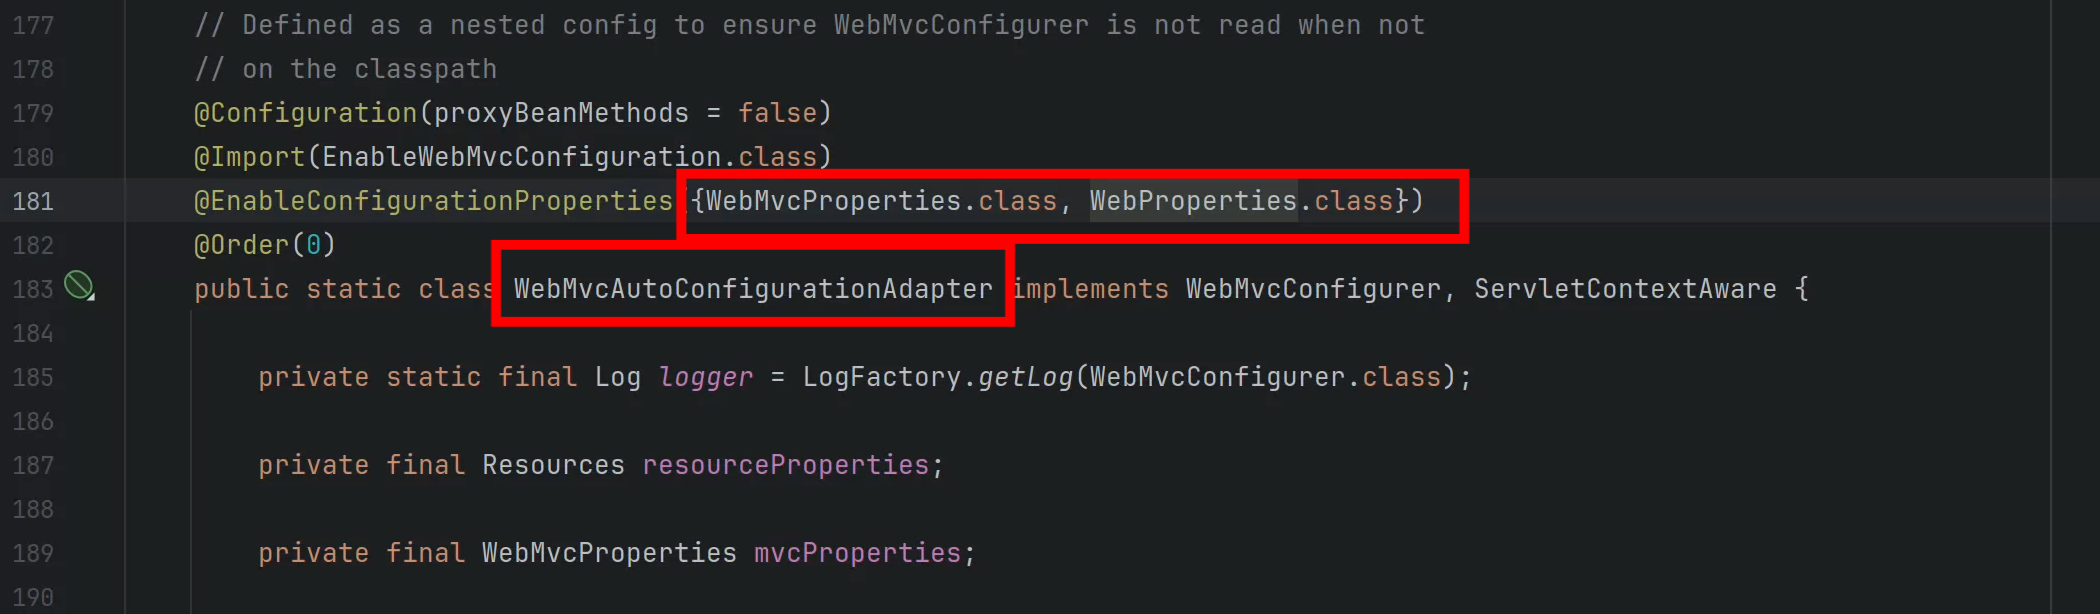 177 // Defined as a nested config to ensure WebMvcConfigurer is not read when not
178 // on the classpath
179 @Configuration(proxyBeanMethods = false)
180 @Import(EnableWebMvcConfiguration.class)
181 @EnableConfigurationProperties({WebMvcProperties.class, WebProperties.class})
182 @Order(0)
183 public static class WebMvcAutoConfigurationAdapter implements WebMvcConfigurer, ServletContextAware {
184
185 private static final Log logger = LogFactory.getLog(WebMvcConfigurer.class);
186
187 private final Resources resourceProperties;
188
189 private final WebMvcProperties mvcProperties;
190